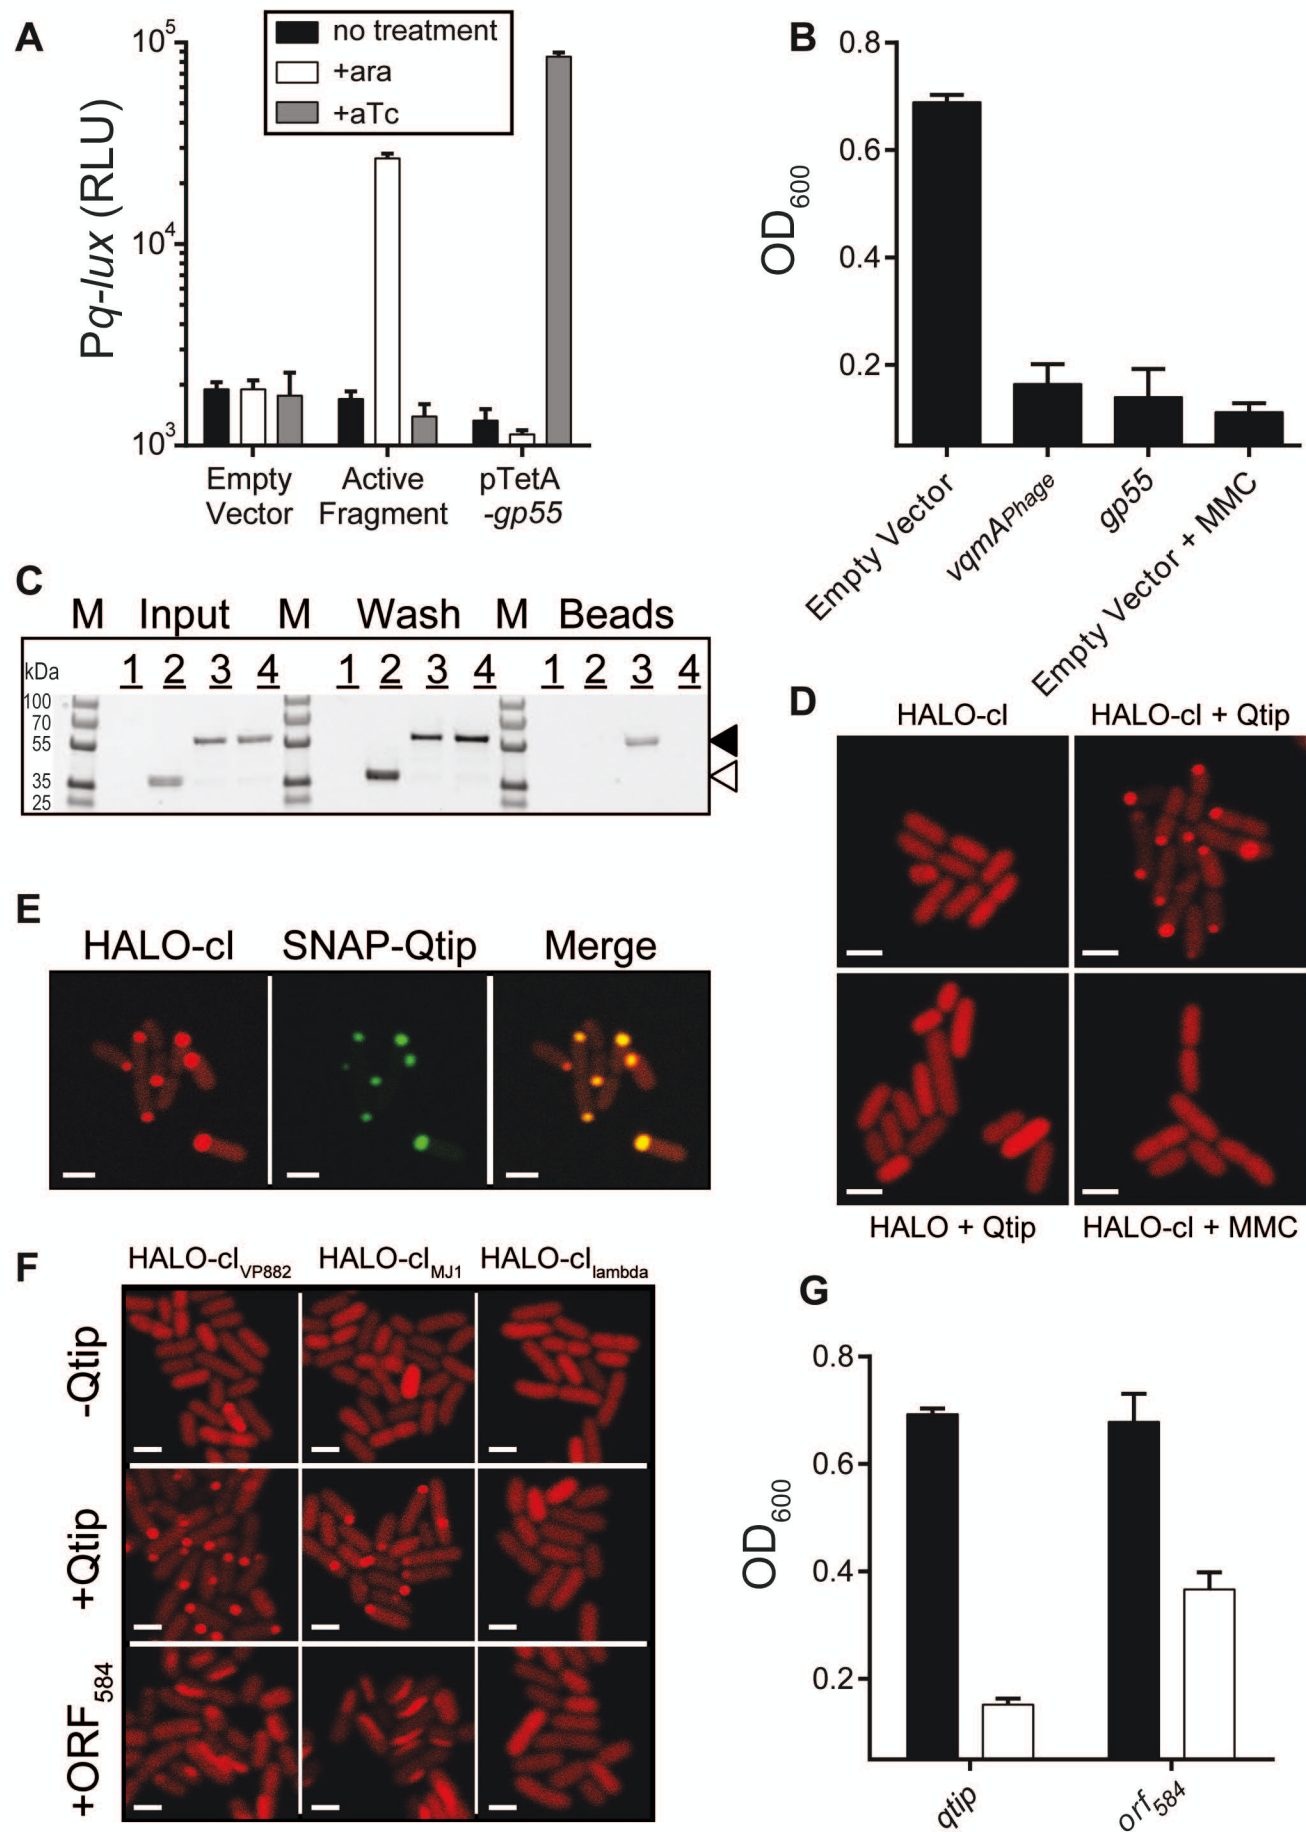 A
no treatment
+ara
+aTc
Pq-lux (RLU)
10^5
10^4
10^3
Empty Vector
Active Fragment
pTetA -gp55
B
OD600
0.8
0.6
0.4
0.2
Empty Vector
vqmAPhage
gp55
Empty Vector + MMC
C
M Input M Wash M Beads
kDa 1 2 3 4 1 2 3 4 1 2 3 4
100
70
55
35
25
D
HALO-cI
HALO-cI + Qtip
HALO + Qtip
HALO-cI + MMC
E
HALO-cI
SNAP-Qtip
Merge
F
HALO-cIVP882
HALO-cIMJ1
HALO-cIlambda
-Qtip
+Qtip
+ORF584
G
OD600
0.8
0.6
0.4
0.2
qtip
orf584